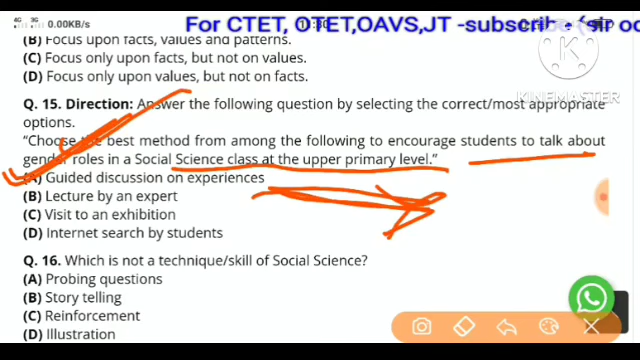 4G 3G 0.00KB/s
For CTET, OTET,OAVS,JT -subscribe (sir oc
KINEMASTER
(B) Focus upon facts, values and patterns.
(C) Focus only upon facts, but not on values.
(D) Focus only upon values, but not on facts.
Q. 15. Direction: Answer the following question by selecting the correct/most appropriate
options.
"Choose the best method from among the following to encourage students to talk about
gender roles in a Social Science class at the upper primary level."
(A) Guided discussion on experiences
(B) Lecture by an expert
(C) Visit to an exhibition
(D) Internet search by students
Q. 16. Which is not a technique/skill of Social Science?
(A) Probing questions
(B) Story telling
(C) Reinforcement
(D) Illustration